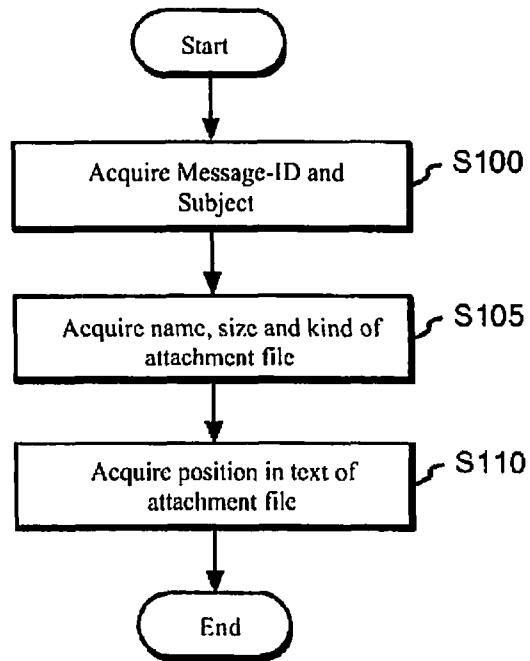 Start
Acquire Message-ID and
Subject
S100
Acquire name, size and kind of
attachment file
S105
Acquire position in text of
attachment file
S110
End